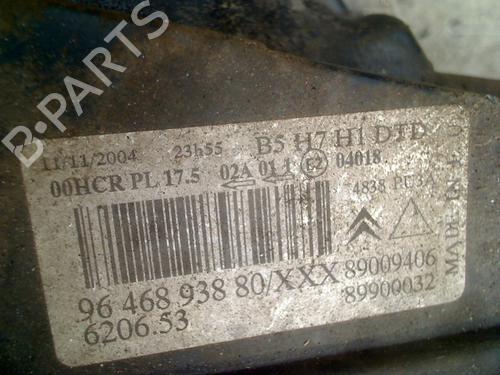 B-PARTS
11/11/2004 23h55 B5 H7 H1 DTD
00HCR PL 17.5 02A 01 1 E2 04018
4838 PU3A
96 468 938 80/XXX 89009406
6206.53 89900032
MADE IN